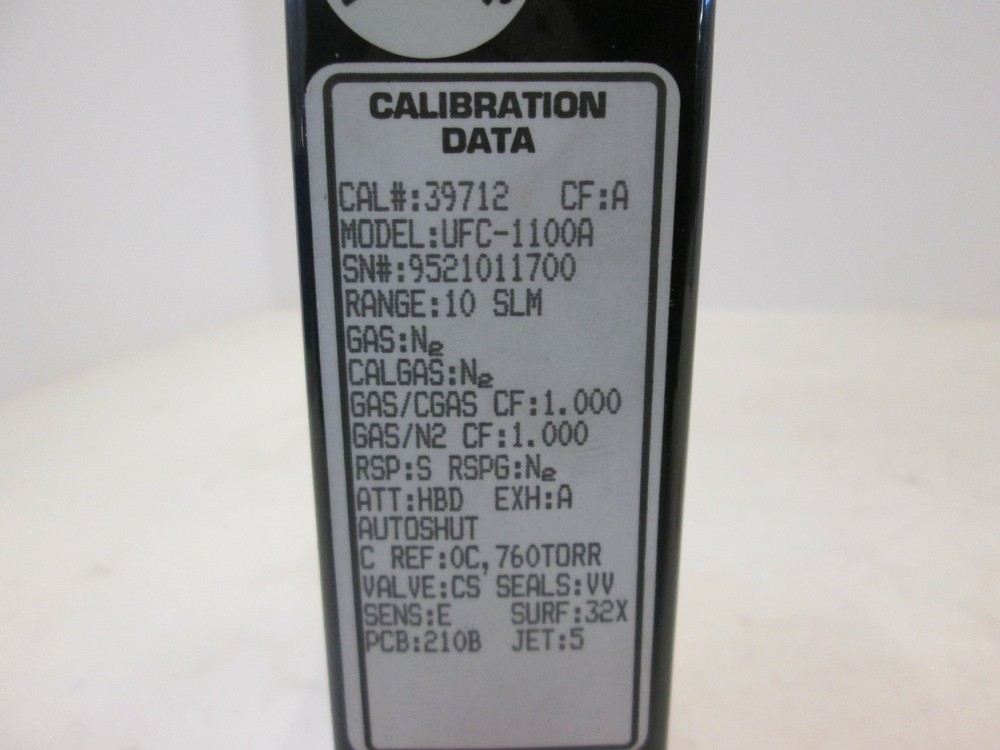 CALIBRATION
DATA
CAL#:39712 CF:A
MODEL:UFC-1100A
SN#:9521011700
RANGE:10 SLM
GAS:N₂
CALGAS:N₂
GAS/CGAS CF:1.000
GAS/N2 CF:1.000
RSP:S RSPG:N₂
ATT:HBD EXH:A
AUTOSHUT
C REF:0C,760TORR
VALVE:CS SEALS:VV
SENS:E SURF:32X
PCB:210B JET:5